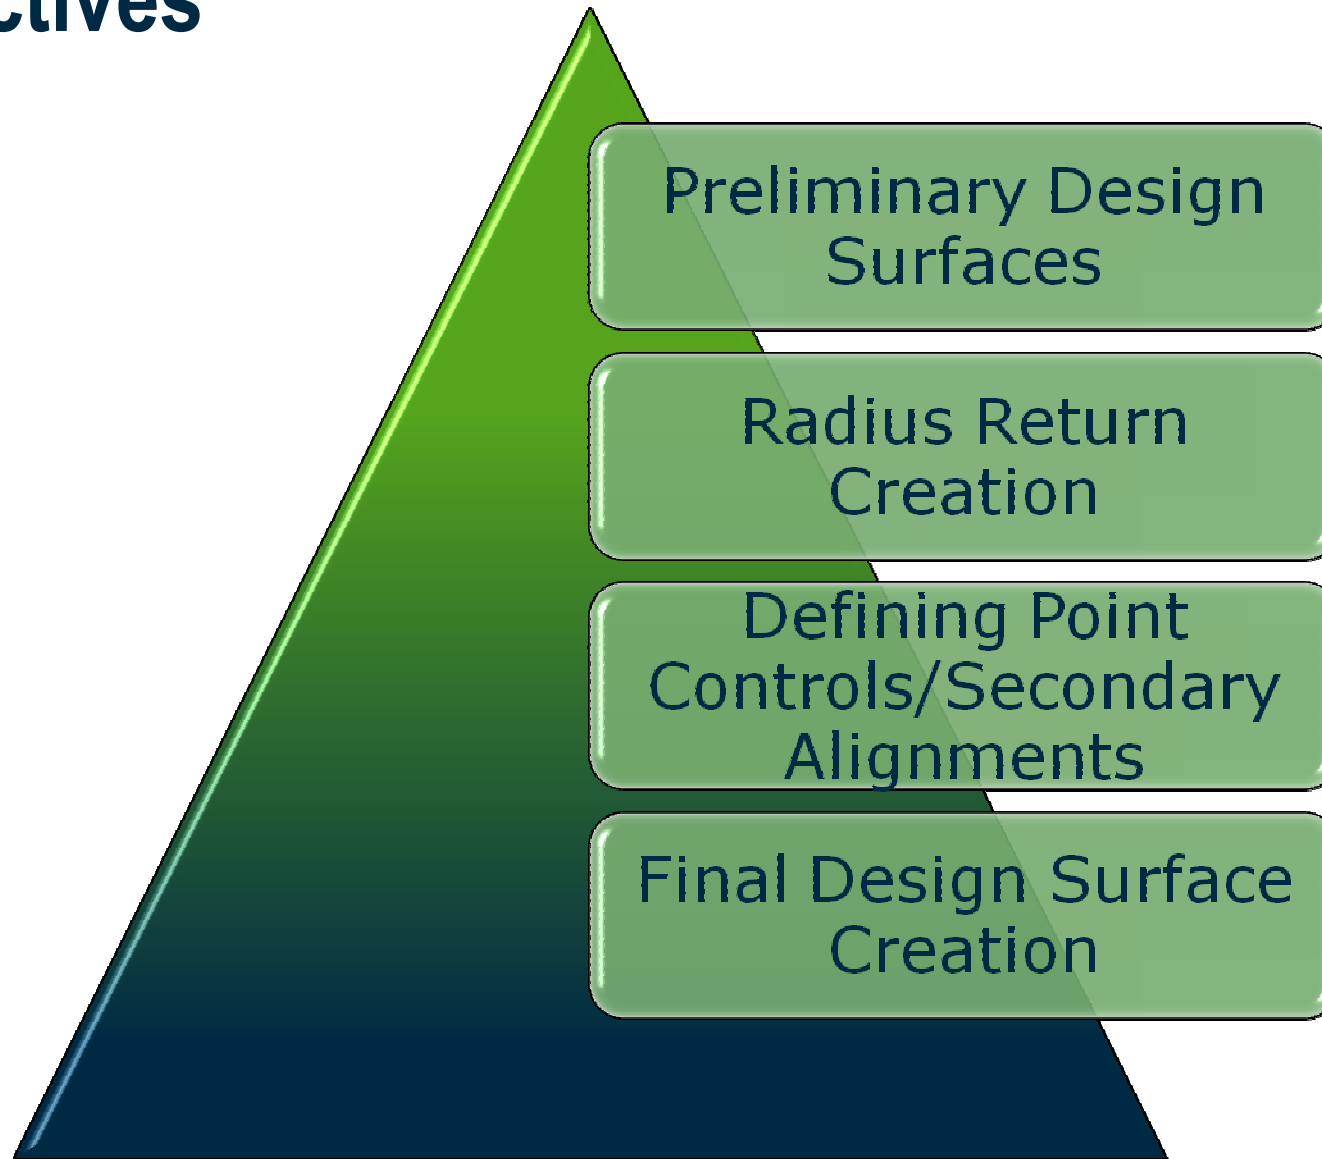 ctives
Preliminary Design
Surfaces
Radius Return
Creation
Defining Point
Controls/Secondary
Alignments
Final Design Surface
Creation